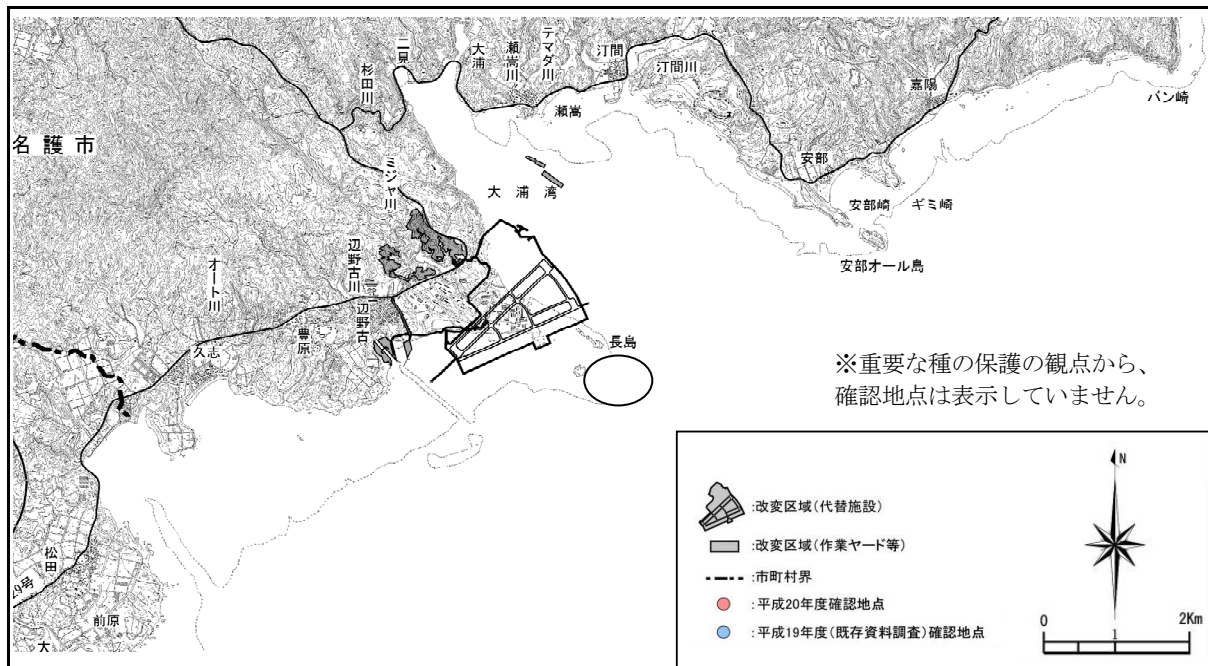 二見
大浦
瀬嵩川
テマダ川
汀間
杉田川
汀間川
瀬嵩
嘉陽
バン崎
名護市
ミジャ川
大浦湾
安部
安部崎
ギミ崎
安部オール島
辺野古川
オートリ川
辺野古
豊原
久志
長島
※重要な種の保護の観点から、
確認地点は表示していません。
松田
29号
前原
大
:改変区域(代替施設)
:改変区域(作業ヤード等)
:市町村界
:平成20年度確認地点
:平成19年度(既存資料調査)確認地点
N
0 1 2Km